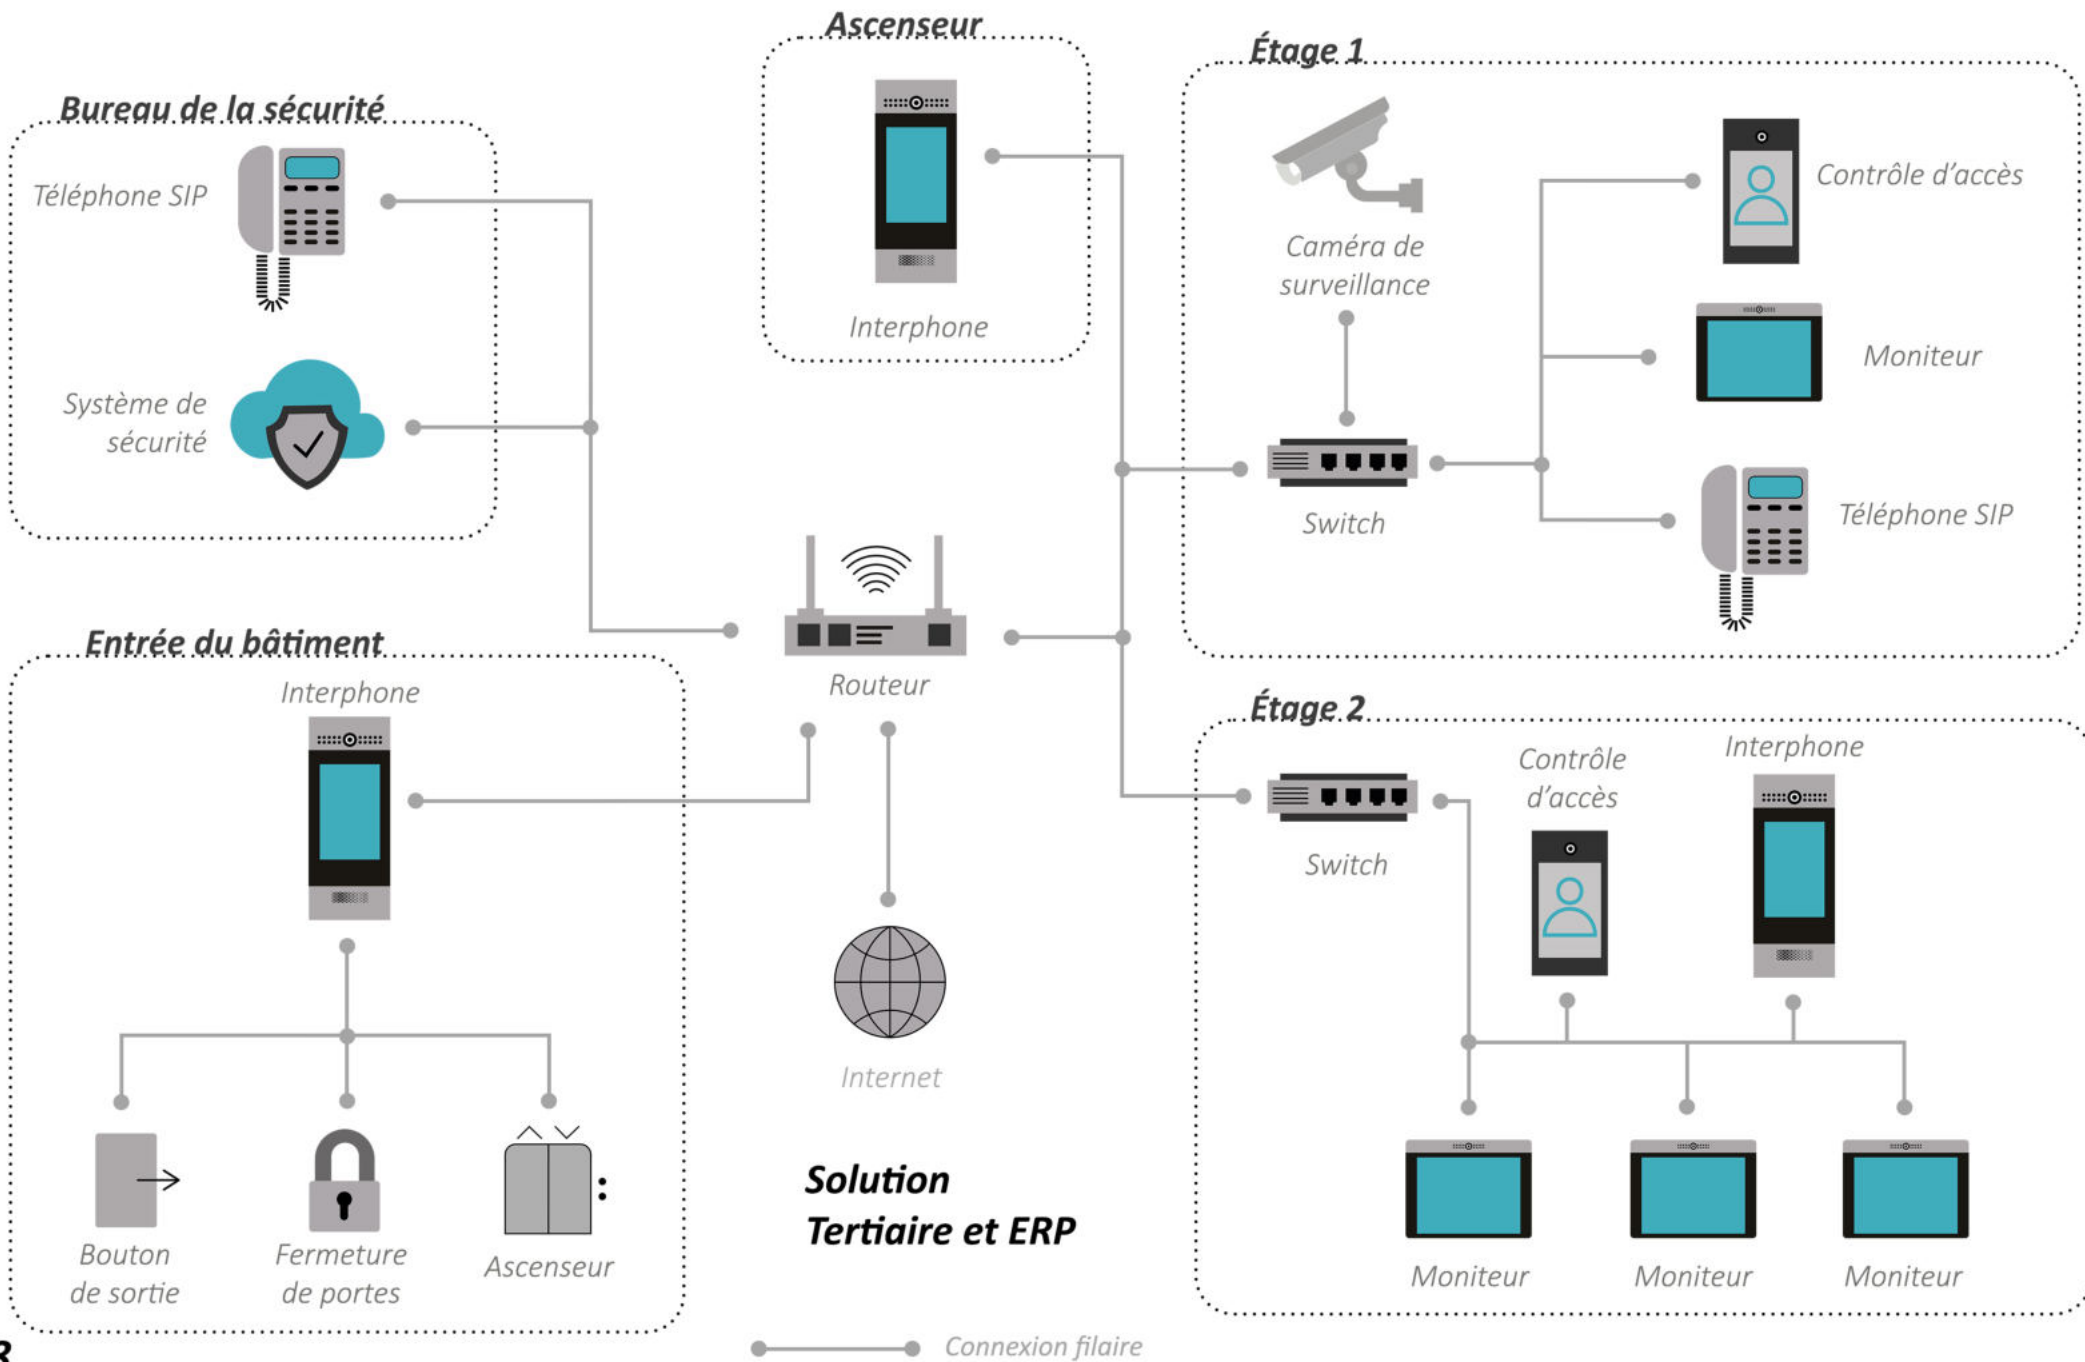 Ascenseur
Interphone
Étage 1
Caméra de
surveillance
Contrôle d'accès
Moniteur
Switch
Téléphone SIP
Bureau de la sécurité
Téléphone SIP
Système de
sécurité
Routeur
Internet
Entrée du bâtiment
Interphone
Bouton
de sortie
Fermeture
de portes
Ascenseur
Étage 2
Switch
Contrôle
d'accès
Interphone
Moniteur
Moniteur
Moniteur
Solution
Tertiaire et ERP
Connexion filaire